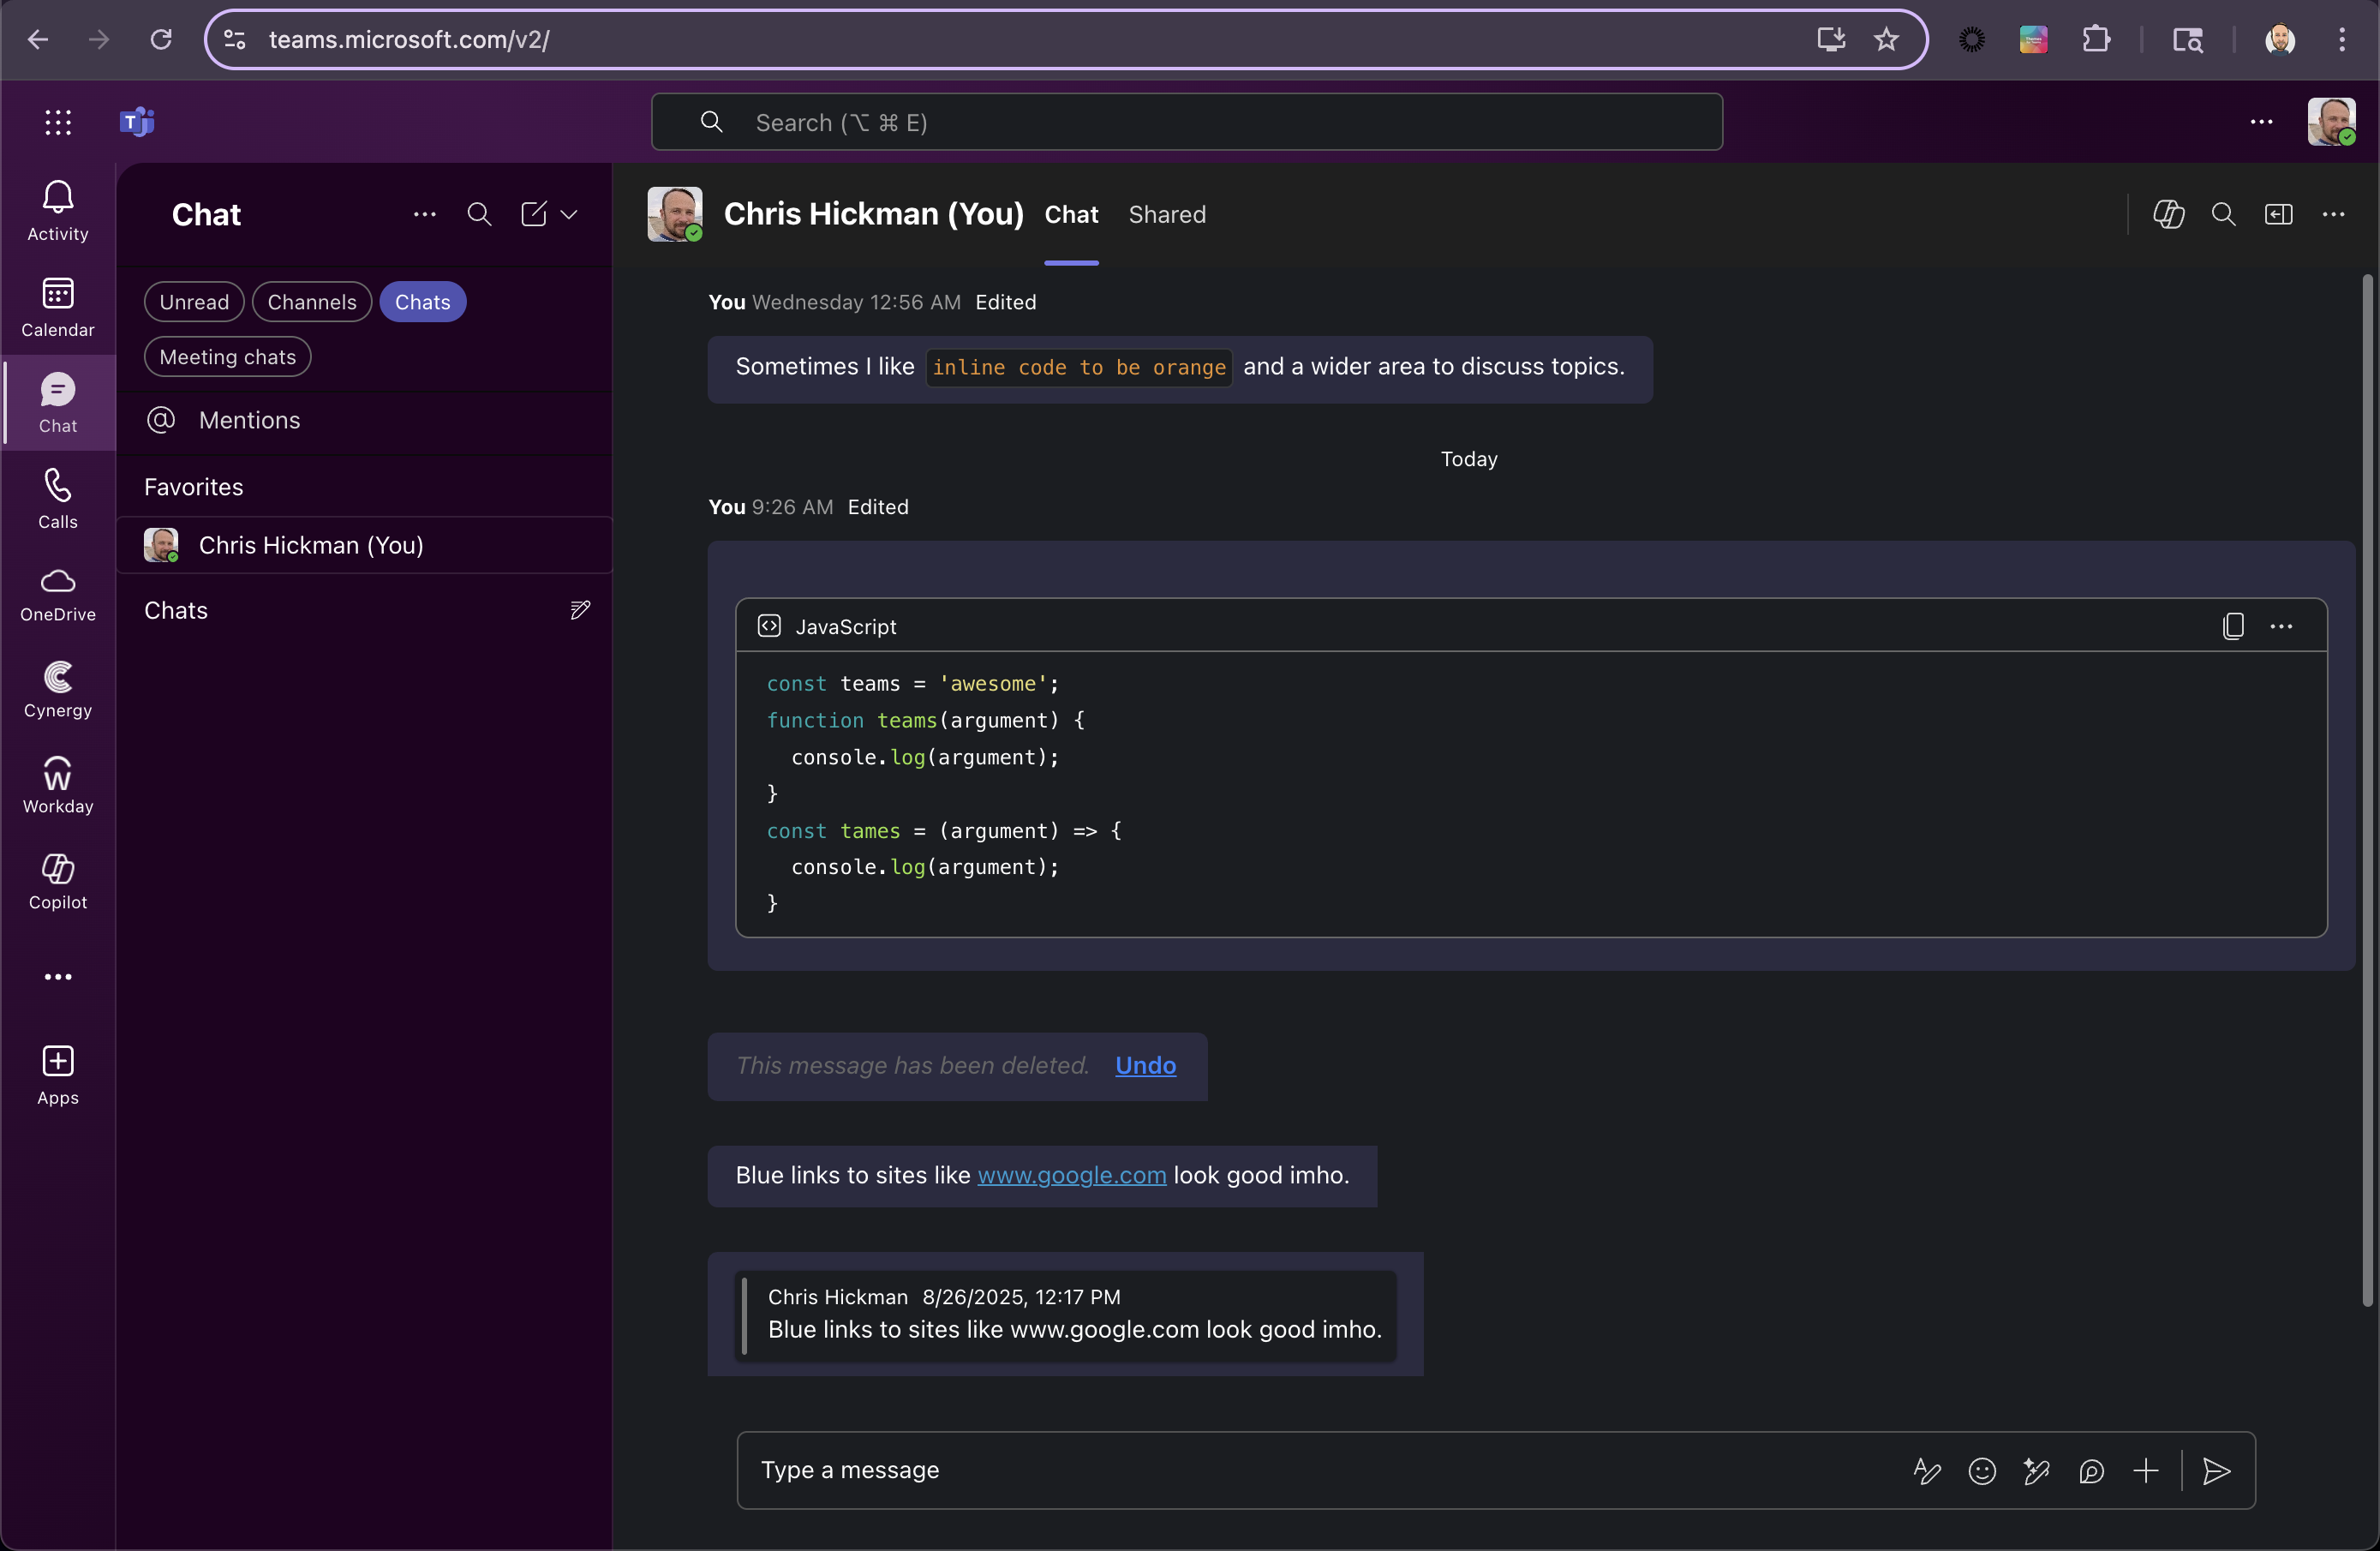 teams.microsoft.com/v2/
Search (⌥ ⌘ E)
Activity
Calendar
Chat
Calls
OneDrive
Cynergy
Workday
Copilot
Apps
Chat
Unread
Channels
Chats
Meeting chats
Mentions
Favorites
Chris Hickman (You)
Chats
Chris Hickman (You)
Chat
Shared
You Wednesday 12:56 AM Edited
Sometimes I like inline code to be orange and a wider area to discuss topics.
Today
You 9:26 AM Edited
JavaScript
const teams = 'awesome';
function teams(argument) {
  console.log(argument);
}
const tames = (argument) => {
  console.log(argument);
}
This message has been deleted. Undo
Blue links to sites like www.google.com look good imho.
Chris Hickman 8/26/2025, 12:17 PM
Blue links to sites like www.google.com look good imho.
Type a message